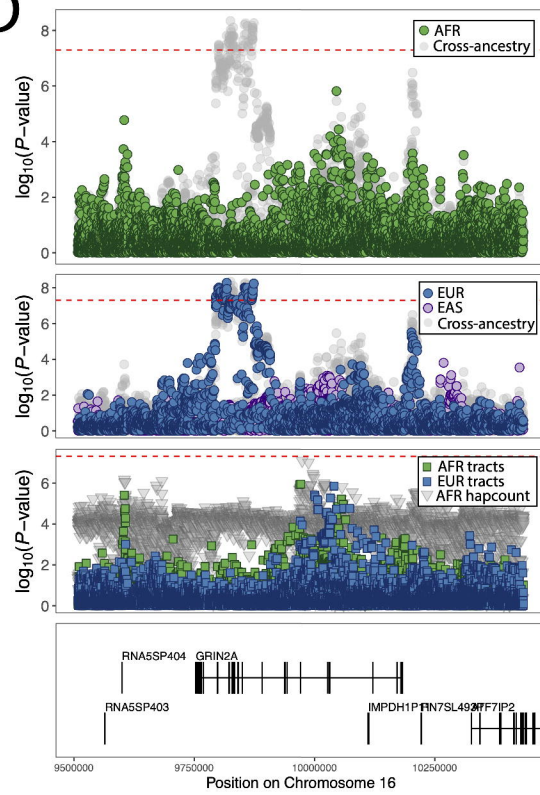 D
8
6
4
2
0
log10(P−value)
AFR
Cross-ancestry
8
6
4
2
0
log10(P−value)
EUR
EAS
Cross-ancestry
6
4
2
0
log10(P−value)
AFR tracts
EUR tracts
AFR hapcount
RNA5SP404 GRIN2A
RNA5SP403 IMPDH1P11
9500000 9750000 10000000 10250000
Position on Chromosome 16